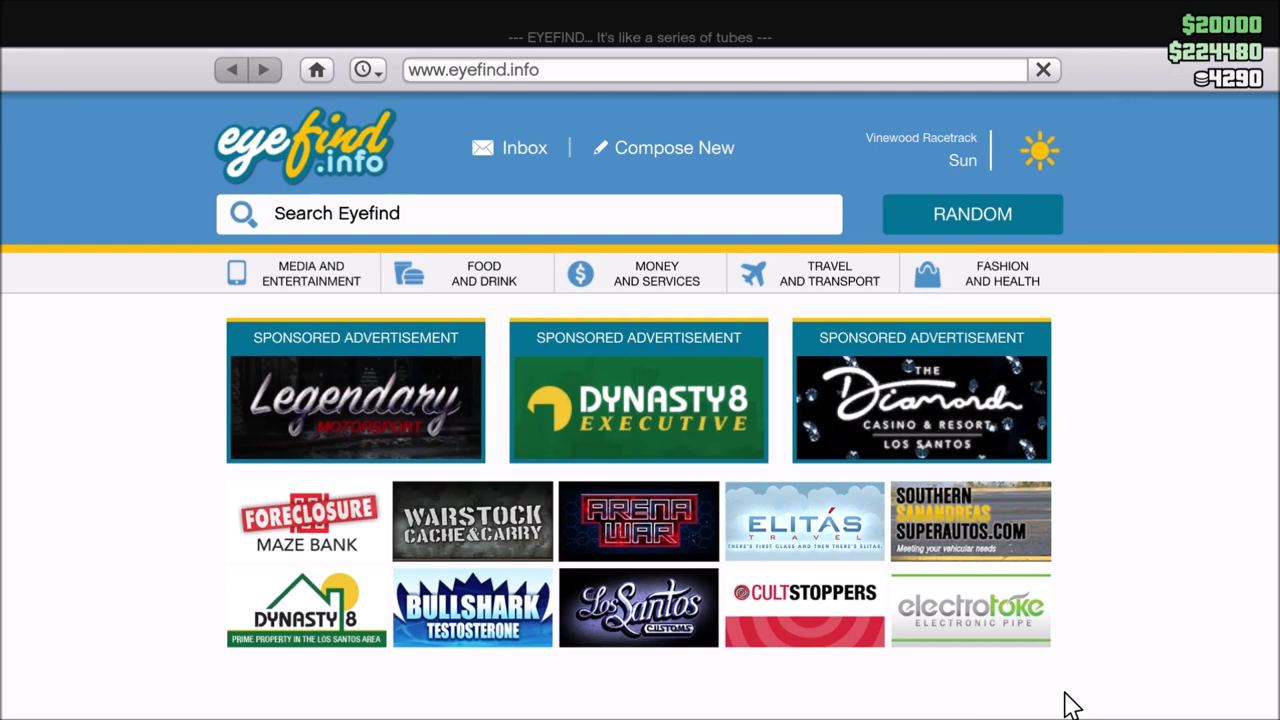 --- EYEFIND... It's like a series of tubes ---
$20000
$224480
4290
www.eyefind.info
eyefind
.info
Inbox
Compose New
Vinewood Racetrack
Sun
Search Eyefind
RANDOM
MEDIA AND
ENTERTAINMENT
FOOD
AND DRINK
MONEY
AND SERVICES
TRAVEL
AND TRANSPORT
FASHION
AND HEALTH
SPONSORED ADVERTISEMENT
Legendary
MOTORSPORT
SPONSORED ADVERTISEMENT
DYNASTY8
EXECUTIVE
SPONSORED ADVERTISEMENT
THE
Diamond
CASINO & RESORT
LOS SANTOS
FORECLOSURE
MAZE BANK
WARSTOCK
CACHE&CARRY
ARENA
WAR
ELITÁS
TRAVEL
THERE'S FIRST CLASS AND THEN THERE'S ELITAS
SOUTHERN
SANANDREAS
SUPERAUTOS.COM
Meeting your vehicular needs
DYNASTY 8
PRIME PROPERTY IN THE LOS SANTOS AREA
BULLSHARK
TESTOSTERONE
Los Santos
CUSTOMS
CULTSTOPPERS
electrotoke
ELECTRONIC PIPE